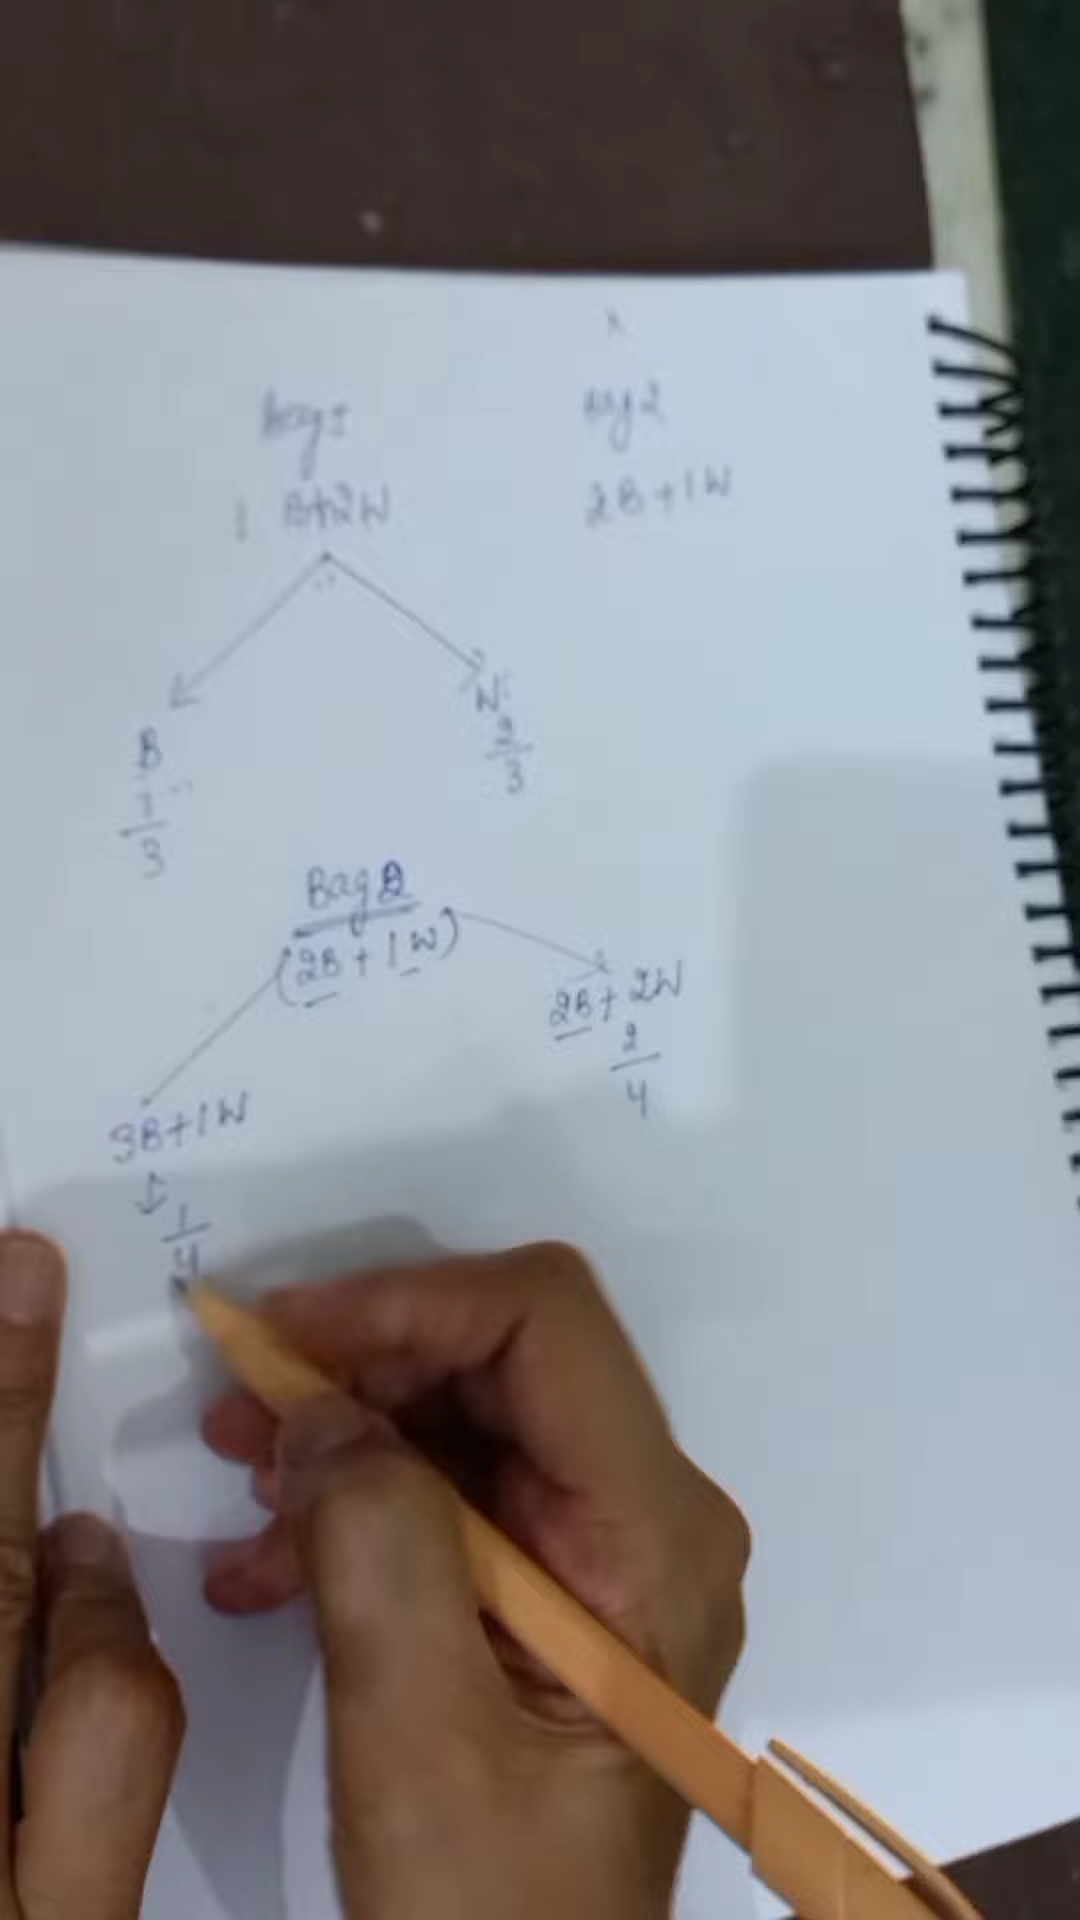 Bag 1 Bag 2
1 B+2W 2B+1W
B W
1/3 2/3
Bag 2
(2B + 1W)
2B+ 2W
2/4
3B+1W
1/4